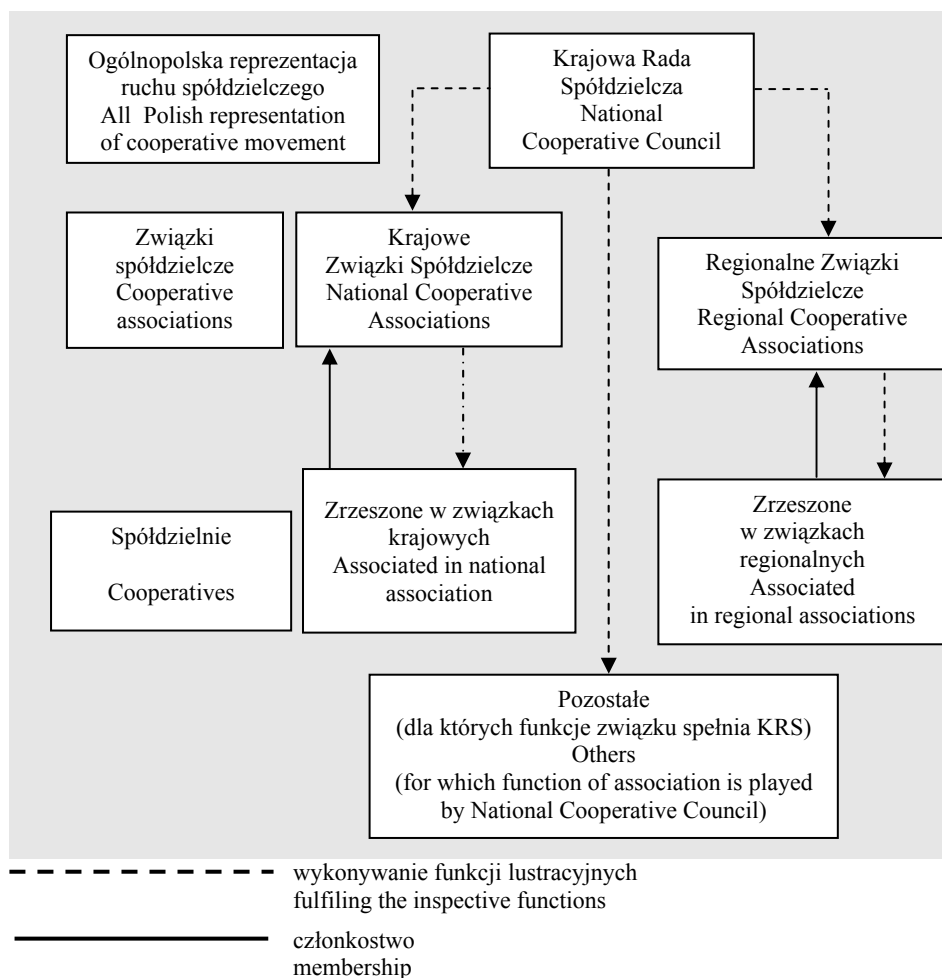 Ogólnopolska reprezentacja
ruchu spółdzielczego
All Polish representation
of cooperative movement
Krajowa Rada
Spółdzielcza
National
Cooperative Council
Związki
spółdzielcze
Cooperative
associations
Krajowe
Związki Spółdzielcze
National Cooperative
Associations
Regionalne Związki
Spółdzielcze
Regional Cooperative
Associations
Spółdzielnie
Cooperatives
Zrzeszone w związkach
krajowych
Associated in national
association
Zrzeszone
w związkach
regionalnych
Associated
in regional associations
Pozostałe
(dla których funkcje związku spełnia KRS)
Others
(for which function of association is played
by National Cooperative Council)
wykonywanie funkcji lustracyjnych
fulfiling the inspective functions
członkostwo
membership